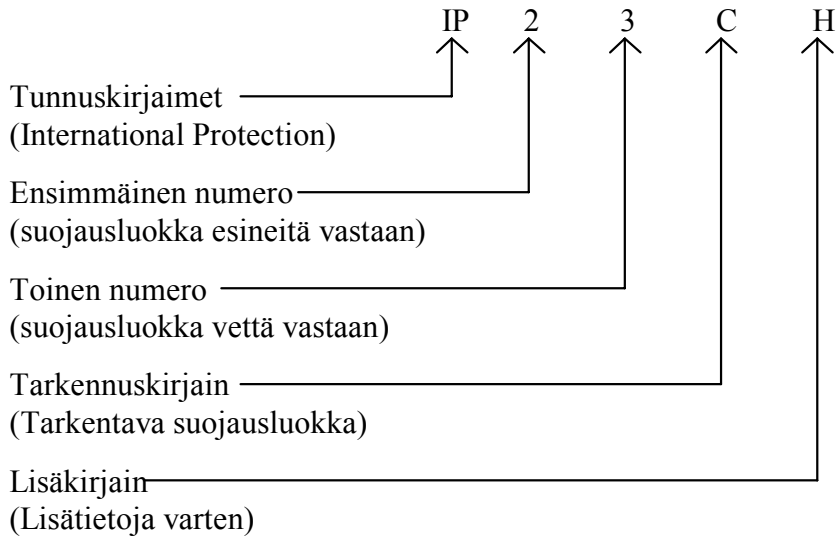 IP 2 3 C H
Tunnuskirjaimet
(International Protection)
Ensimmäinen numero
(suojausluokka esineitä vastaan)
Toinen numero
(suojausluokka vettä vastaan)
Tarkennuskirjain
(Tarkentava suojausluokka)
Lisäkirjain
(Lisätietoja varten)